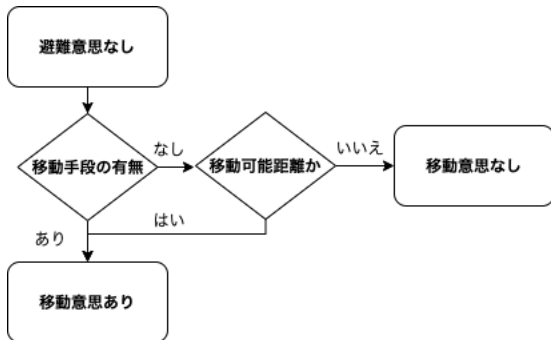 避難意思なし
移動手段の有無
なし
移動可能距離か
いいえ
移動意思なし
はい
あり
移動意思あり